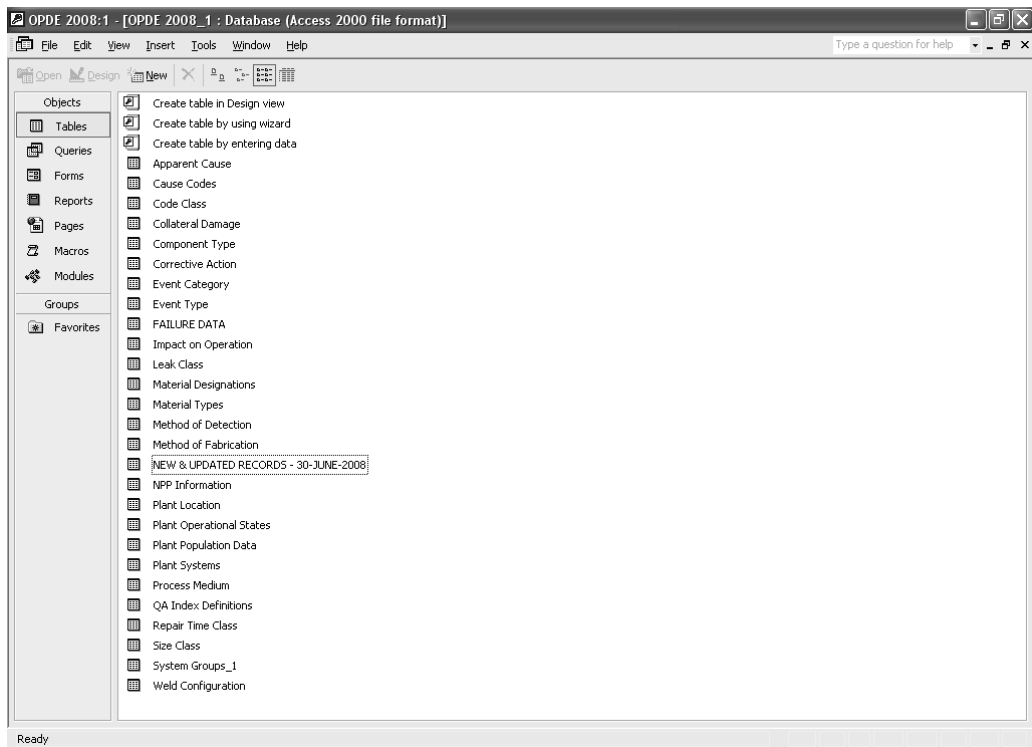 OPDE 2008:1 - [OPDE 2008_1 : Database (Access 2000 file format)]
File Edit View Insert Tools Window Help
Type a question for help
Open Design New
Objects
Tables
Queries
Forms
Reports
Pages
Macros
Modules
Groups
Favorites
Create table in Design view
Create table by using wizard
Create table by entering data
Apparent Cause
Cause Codes
Code Class
Collateral Damage
Component Type
Corrective Action
Event Category
Event Type
FAILURE DATA
Impact on Operation
Leak Class
Material Designations
Material Types
Method of Detection
Method of Fabrication
NEW & UPDATED RECORDS - 30-JUNE-2008
NPP Information
Plant Location
Plant Operational States
Plant Population Data
Plant Systems
Process Medium
QA Index Definitions
Repair Time Class
Size Class
System Groups_1
Weld Configuration
Ready